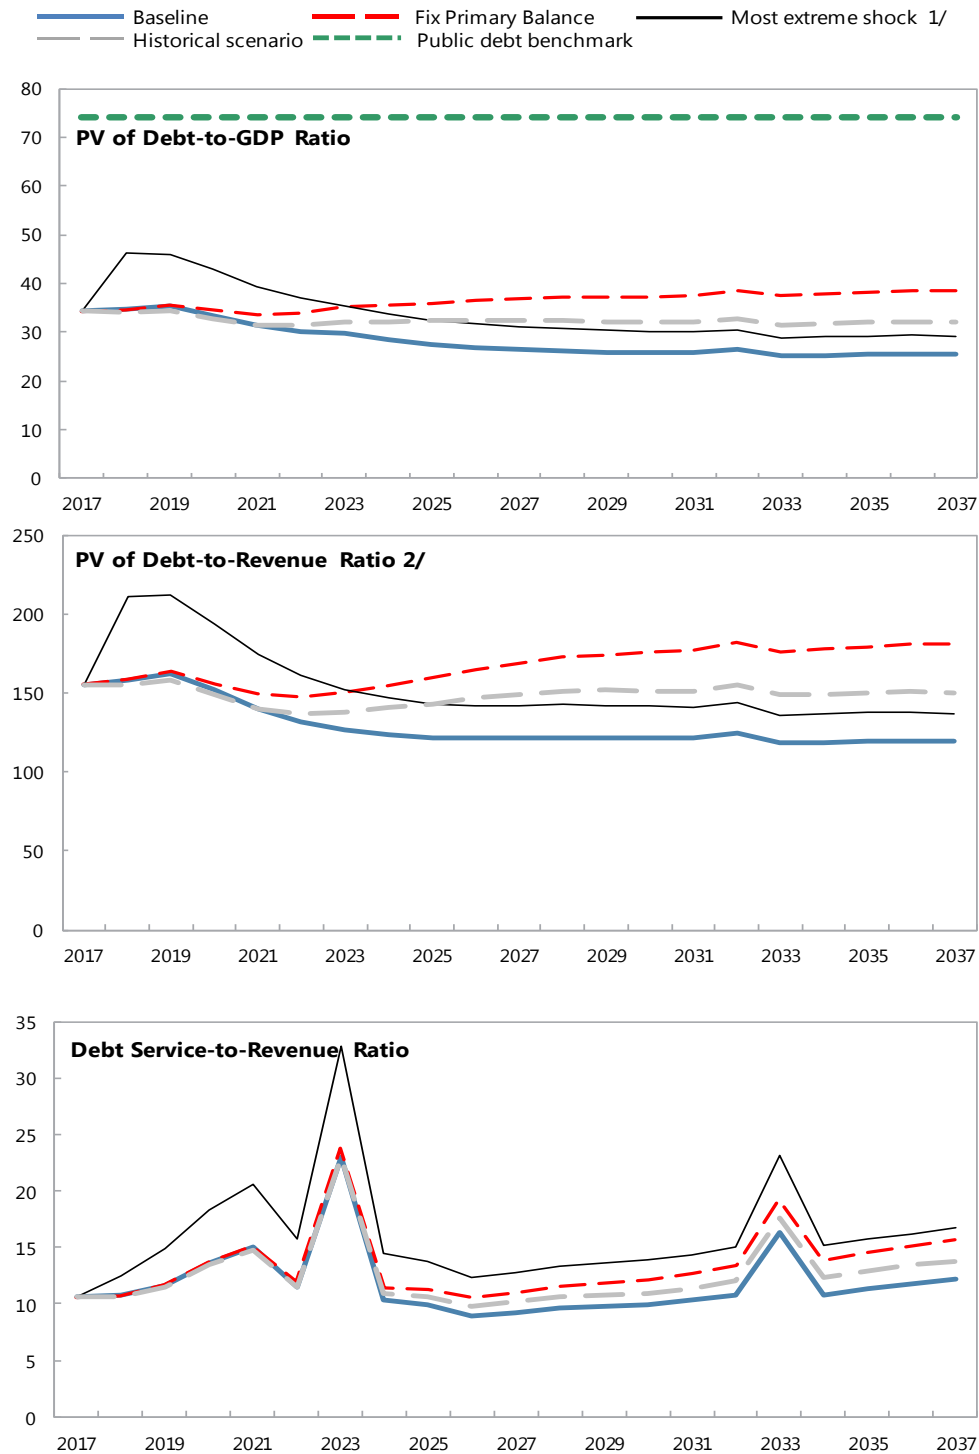 Baseline Fix Primary Balance Most extreme shock 1/
Historical scenario Public debt benchmark
80
PV of Debt-to-GDP Ratio
70
60
50
40
30
20
10
0
2017 2019 2021 2023 2025 2027 2029 2031 2033 2035 2037
250
PV of Debt-to-Revenue Ratio 2/
200
150
100
50
0
2017 2019 2021 2023 2025 2027 2029 2031 2033 2035 2037
35
Debt Service-to-Revenue Ratio
30
25
20
15
10
5
0
2017 2019 2021 2023 2025 2027 2029 2031 2033 2035 2037